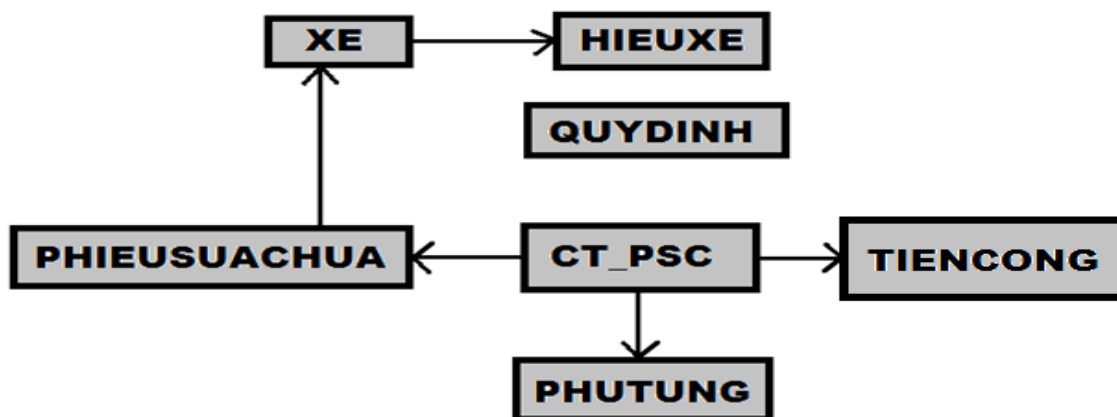 XE
HIEUXE
QUYDINH
PHIEUSUACHUA
CT_PSC
TIENCONG
PHUTUNG